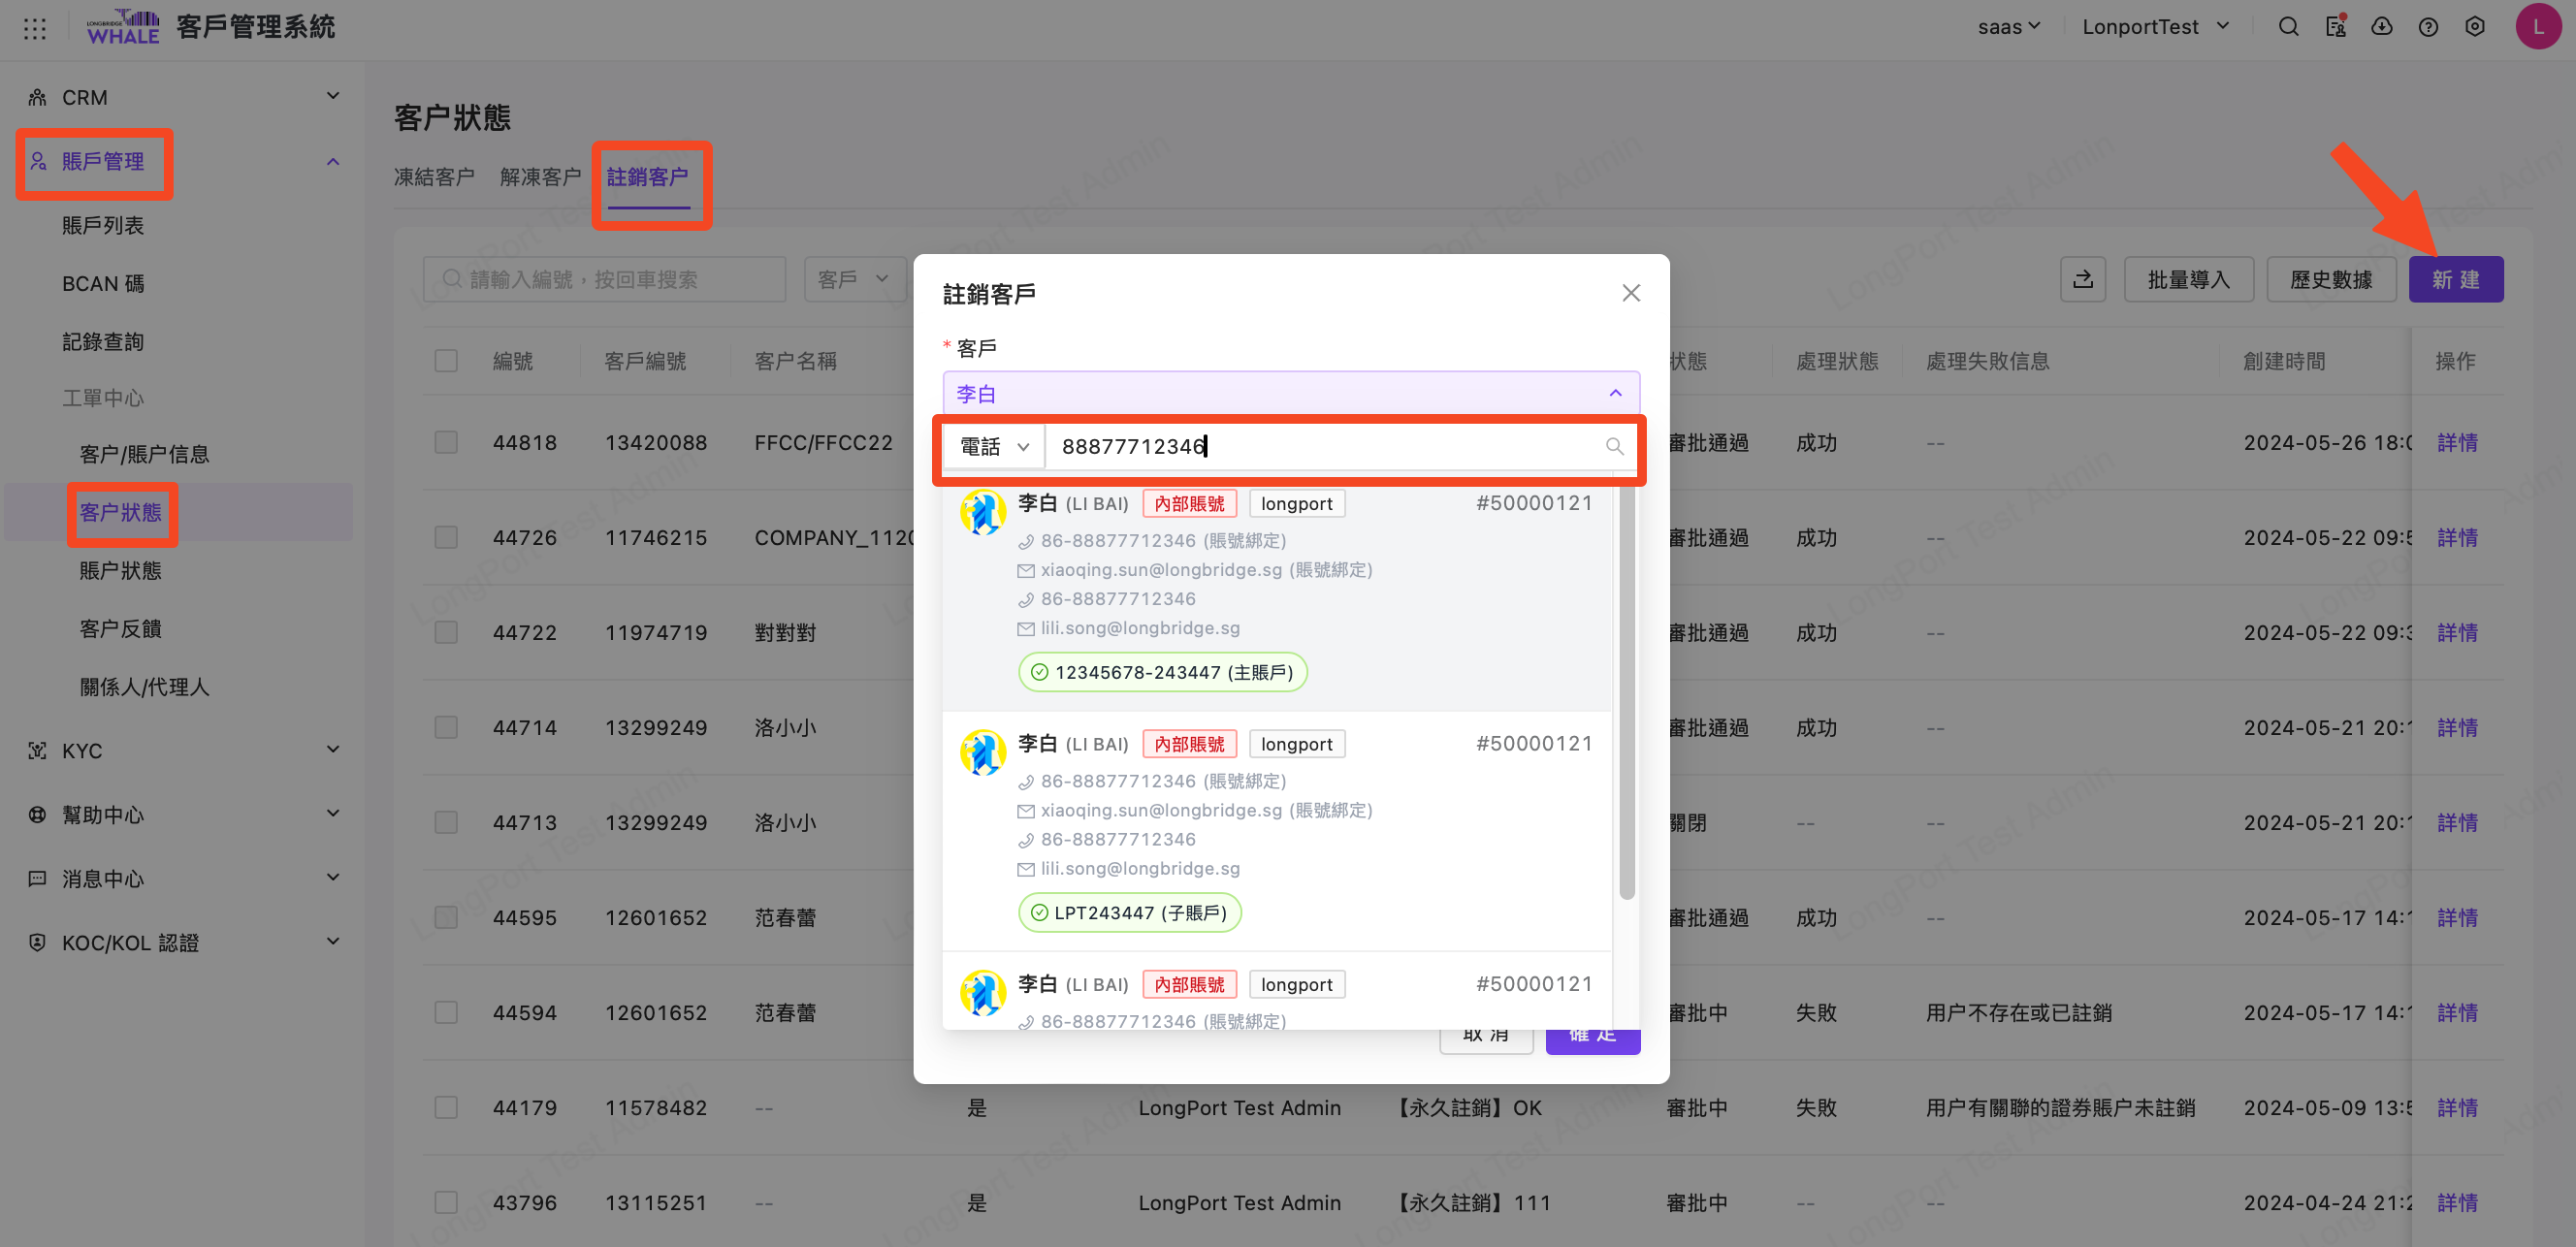 LONGBRIDGE
WHALE
客戶管理系統
saas
LonportTest
L
CRM
賬戶管理
賬戶列表
BCAN 碼
記錄查詢
工單中心
客户/賬户信息
客户狀態
賬户狀態
客户反饋
關係人/代理人
KYC
幫助中心
消息中心
KOC/KOL 認證
客户狀態
凍結客户 解凍客户 註銷客户
請輸入編號，按回車搜索 客戶
批量導入 歷史數據 新 建
編號 客戶編號 客户名稱 狀態 處理狀態 處理失敗信息 創建時間 操作
44818 13420088 FFCC/FFCC22 審批通過 成功 -- 2024-05-26 18:0 詳情
44726 11746215 COMPANY_1120 審批通過 成功 -- 2024-05-22 09:5 詳情
44722 11974719 對對對 審批通過 成功 -- 2024-05-22 09:3 詳情
44714 13299249 洛小小 審批通過 成功 -- 2024-05-21 20:1 詳情
44713 13299249 洛小小 關閉 -- -- 2024-05-21 20:1 詳情
44595 12601652 范春蕾 審批通過 成功 -- 2024-05-17 14:1 詳情
44594 12601652 范春蕾 審批中 失敗 用户不存在或已註銷 2024-05-17 14:1 詳情
44179 11578482 -- 是 LongPort Test Admin 【永久註銷】OK 審批中 失敗 用户有關聯的證券賬户未註銷 2024-05-09 13:5 詳情
43796 13115251 -- 是 LongPort Test Admin 【永久註銷】111 審批中 -- -- 2024-04-24 21:2 詳情
註銷客戶
* 客戶
李白
電話 88877712346
李白 (LI BAI) 內部賬號 longport #50000121
86-88877712346 (賬號綁定)
xiaoqing.sun@longbridge.sg (賬號綁定)
86-88877712346
lili.song@longbridge.sg
12345678-243447 (主賬戶)
李白 (LI BAI) 內部賬號 longport #50000121
86-88877712346 (賬號綁定)
xiaoqing.sun@longbridge.sg (賬號綁定)
86-88877712346
lili.song@longbridge.sg
LPT243447 (子賬戶)
李白 (LI BAI) 內部賬號 longport #50000121
86-88877712346 (賬號綁定)
取 消 確 定
LongPort Test Admin